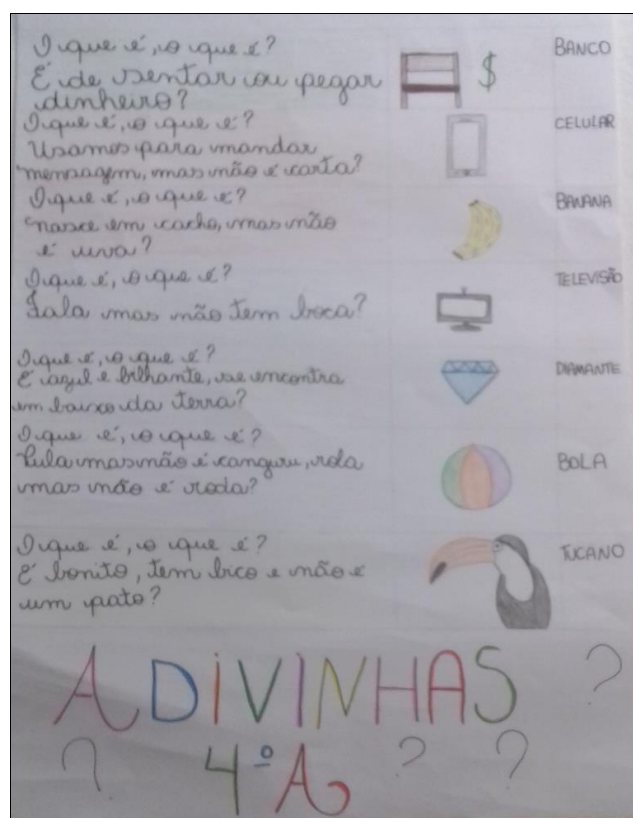 O que é, o que é?
É de sentar ou pegar
dinheiro?
$
BANCO
O que é, o que é?
Usamos para mandar
mensagem, mas não é carta?
CELULAR
O que é, o que é?
nasce em cacho, mas não
é uva?
BANANA
O que é, o que é?
Fala mas não tem boca?
TELEVISÃO
O que é, o que é?
É azul e brilhante, se encontra
em baixo da terra?
DIAMANTE
O que é, o que é?
Pula mas não é canguru, rola
mas não é roda?
BOLA
O que é, o que é?
É bonito, tem bico e não é
um pato?
TUCANO
ADIVINHAS ?
? 4º A ? ?